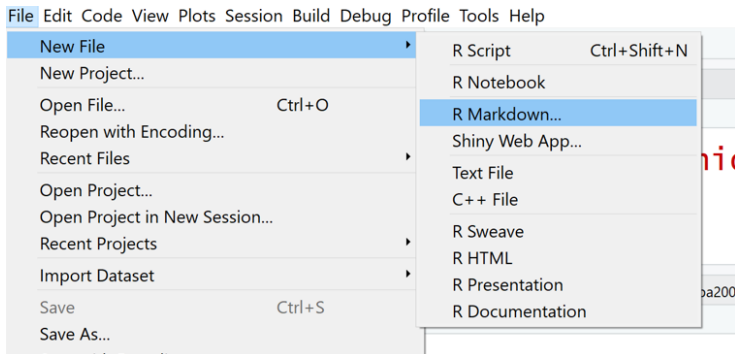 File Edit Code View Plots Session Build Debug Profile Tools Help
New File
New Project...
Open File... Ctrl+O
Reopen with Encoding...
Recent Files
Open Project...
Open Project in New Session...
Recent Projects
Import Dataset
Save Ctrl+S
Save As...
R Script Ctrl+Shift+N
R Notebook
R Markdown...
Shiny Web App...
Text File
C++ File
R Sweave
R HTML
R Presentation
R Documentation